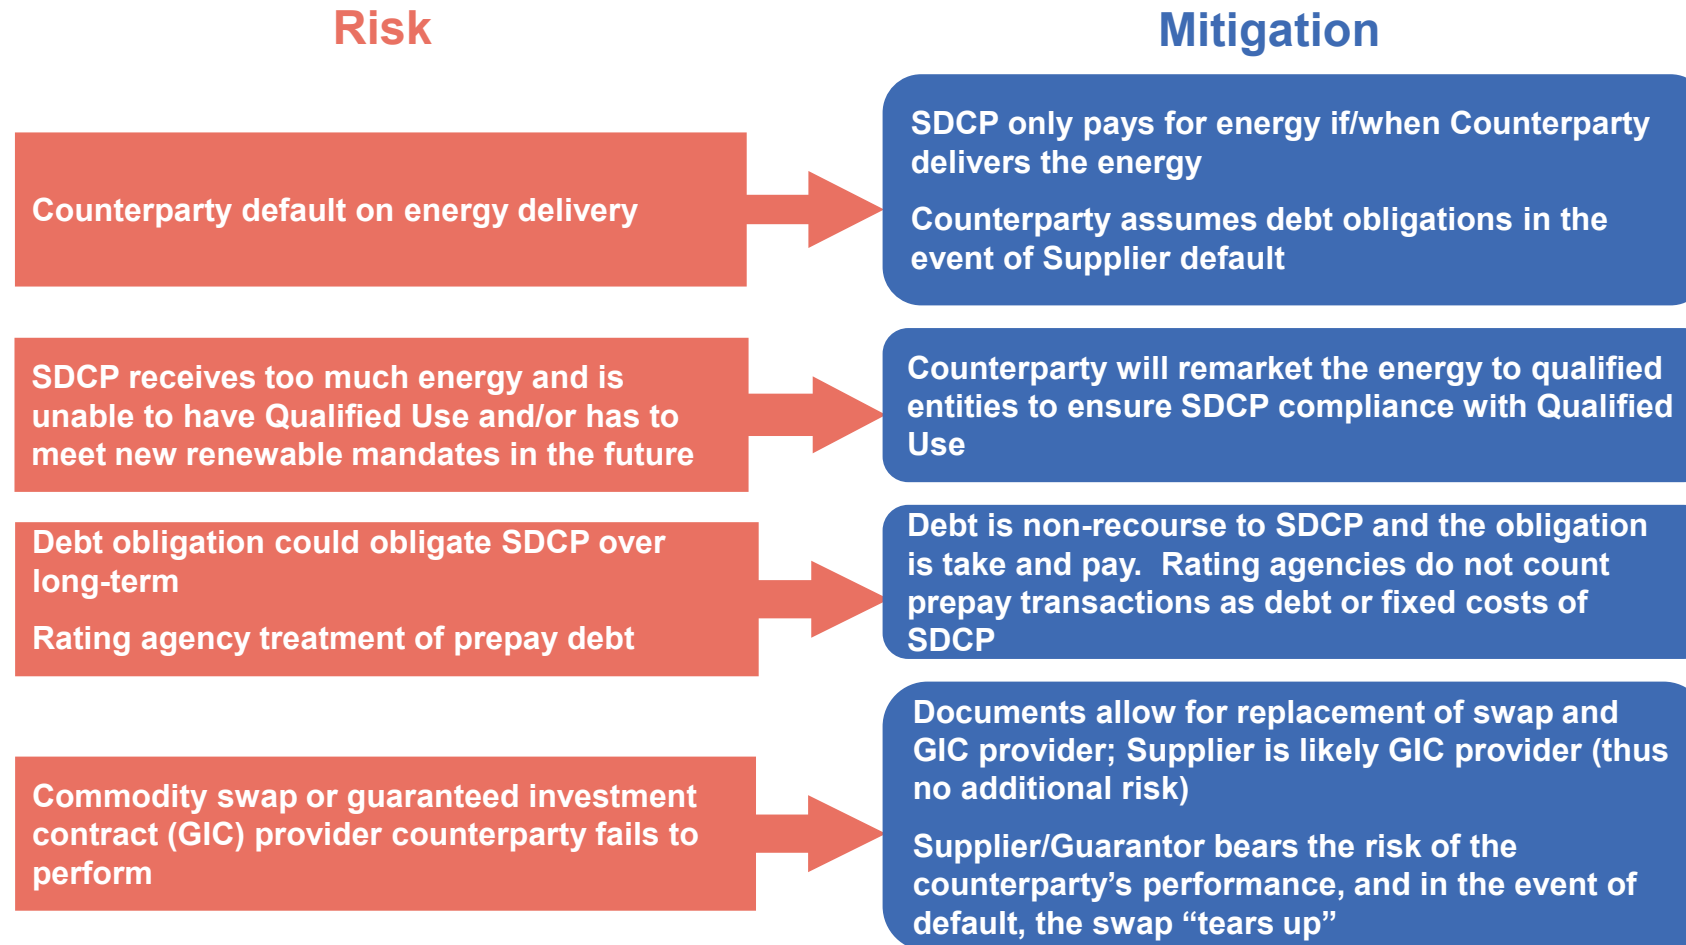 Risk
Mitigation
Counterparty default on energy delivery
SDCP only pays for energy if/when Counterparty
delivers the energy
Counterparty assumes debt obligations in the
event of Supplier default
SDCP receives too much energy and is
unable to have Qualified Use and/or has to
meet new renewable mandates in the future
Counterparty will remarket the energy to qualified
entities to ensure SDCP compliance with Qualified
Use
Debt obligation could obligate SDCP over
long-term
Rating agency treatment of prepay debt
Debt is non-recourse to SDCP and the obligation
is take and pay.  Rating agencies do not count
prepay transactions as debt or fixed costs of
SDCP
Commodity swap or guaranteed investment
contract (GIC) provider counterparty fails to
perform
Documents allow for replacement of swap and
GIC provider; Supplier is likely GIC provider (thus
no additional risk)
Supplier/Guarantor bears the risk of the
counterparty’s performance, and in the event of
default, the swap “tears up”